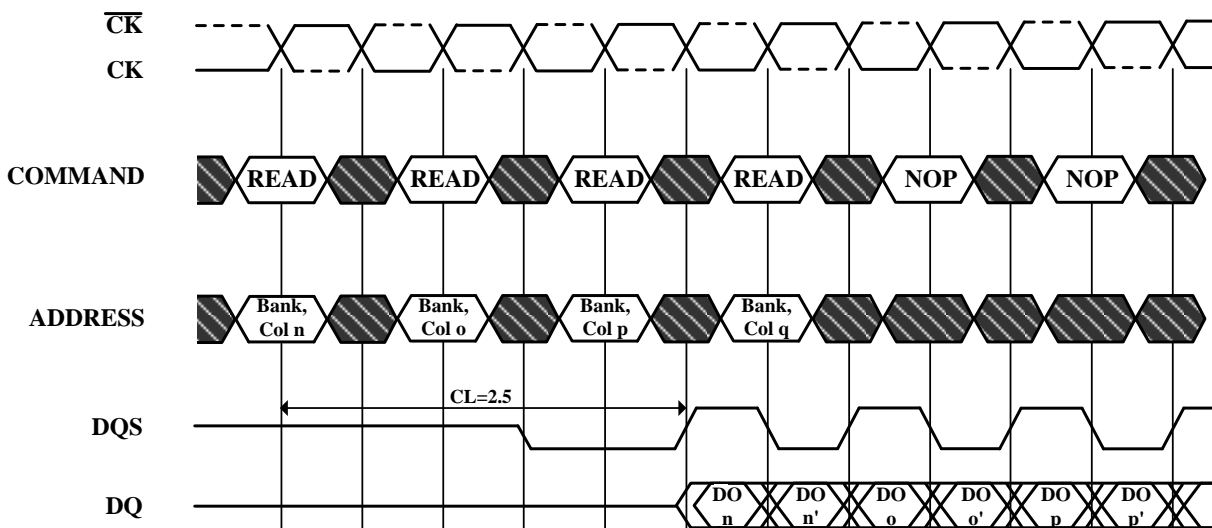 CK
CK
COMMAND
READ
READ
READ
READ
NOP
NOP
ADDRESS
Bank,
Col n
Bank,
Col o
Bank,
Col p
Bank,
Col q
CL=2.5
DQS
DQ
DO
n
DO
n'
DO
o
DO
o'
DO
p
DO
p'